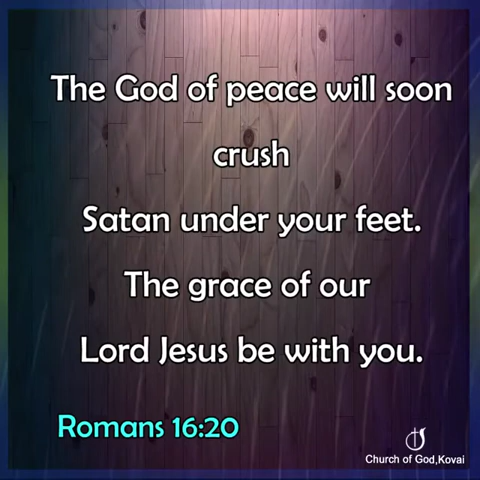 The God of peace will soon
crush
Satan under your feet.
The grace of our
Lord Jesus be with you.
Romans 16:20
Church of God,Kovai